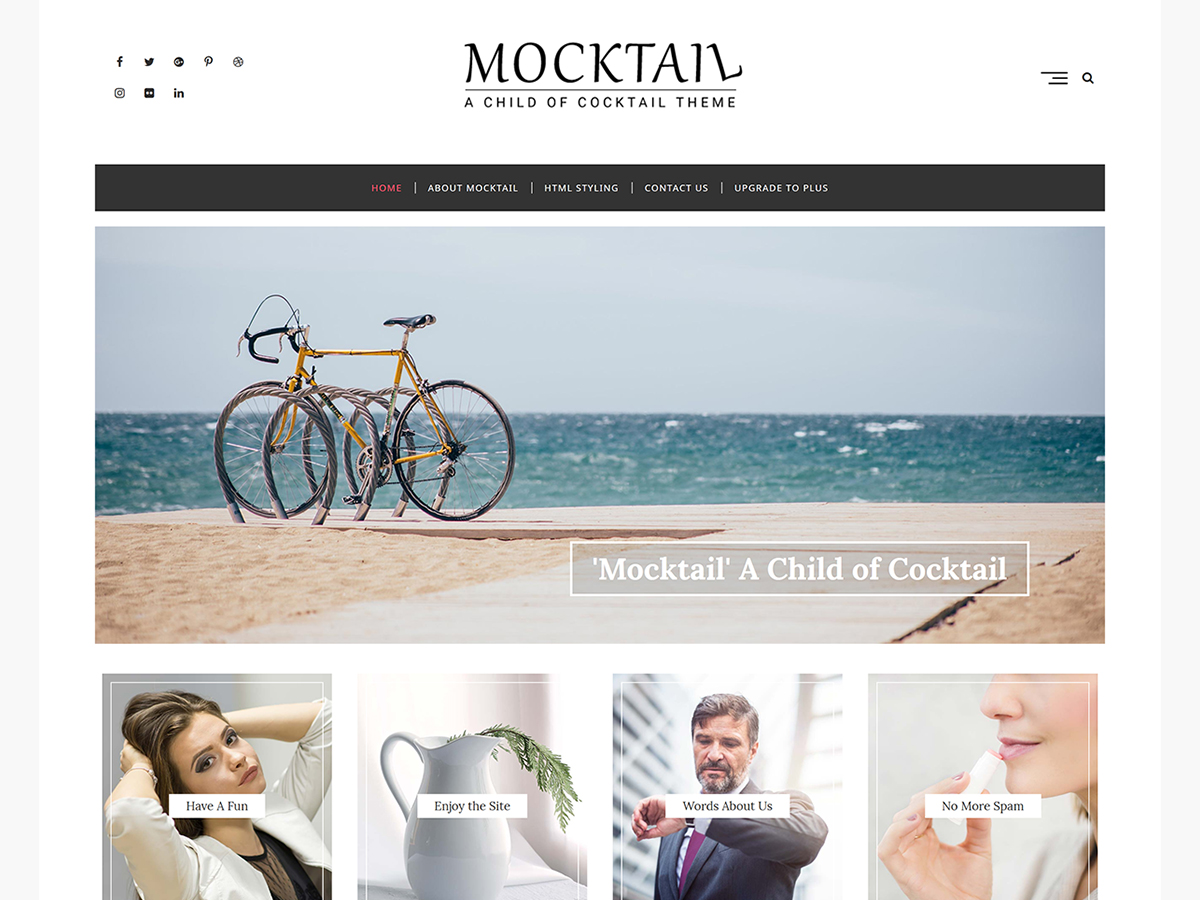 MOCKTAIL
A CHILD OF COCKTAIL THEME
HOME | ABOUT MOCKTAIL | HTML STYLING | CONTACT US | UPGRADE TO PLUS
'Mocktail' A Child of Cocktail
Have A Fun
Enjoy the Site
Words About Us
No More Spam